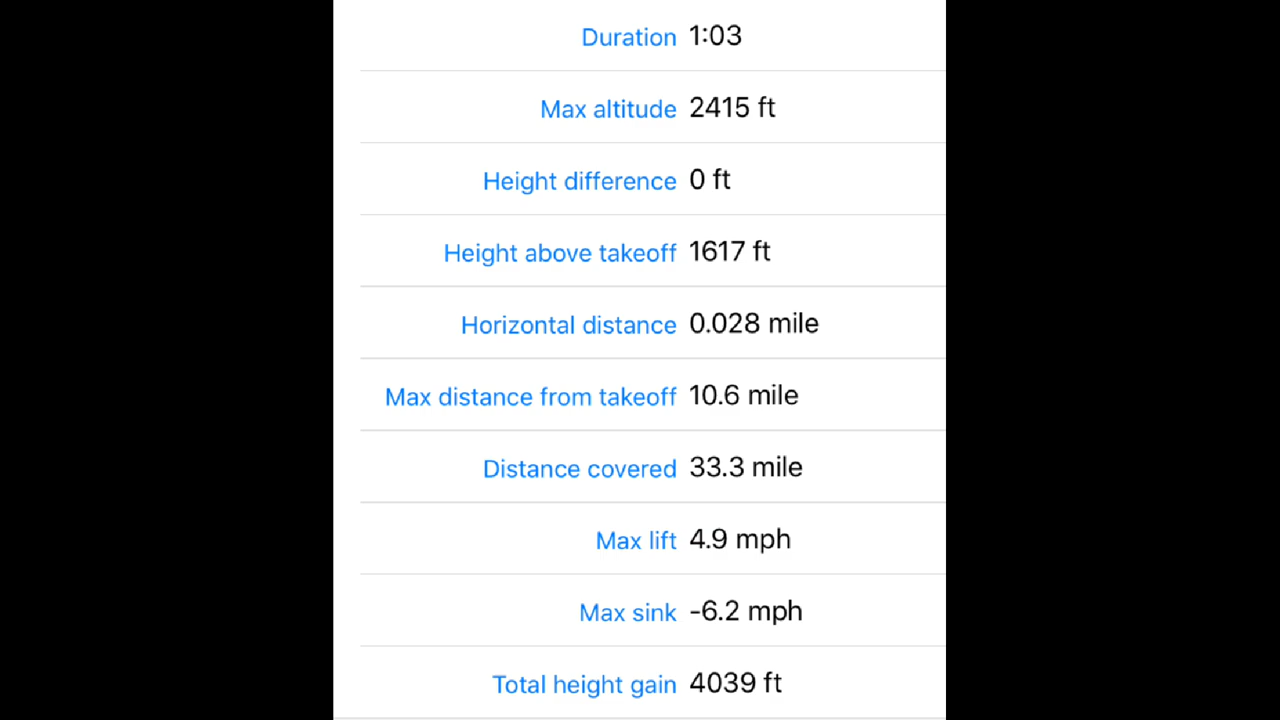 Duration 1:03
Max altitude 2415 ft
Height difference 0 ft
Height above takeoff 1617 ft
Horizontal distance 0.028 mile
Max distance from takeoff 10.6 mile
Distance covered 33.3 mile
Max lift 4.9 mph
Max sink -6.2 mph
Total height gain 4039 ft